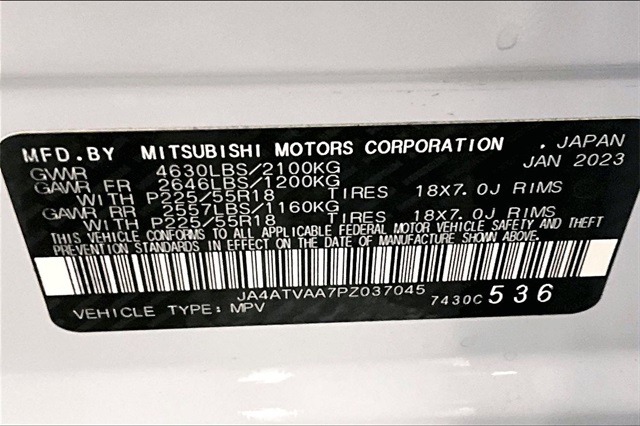 MFD.BY MITSUBISHI MOTORS CORPORATION . JAPAN
GVWR 4630LBS/2100KG JAN 2023
GAWR FR 2646LBS/1200KG
WITH P225/55R18 TIRES 18X7.0J RIMS
GAWR RR 2557LBS/1160KG
WITH P225/55R18 TIRES 18X7.0J RIMS
THIS VEHICLE CONFORMS TO ALL APPLICABLE FEDERAL MOTOR VEHICLE SAFETY AND THEFT
PREVENTION STANDARDS IN EFFECT ON THE DATE OF MANUFACTURE SHOWN ABOVE.
JA4ATVAA7PZ037045
VEHICLE TYPE:MPV 7430C 536